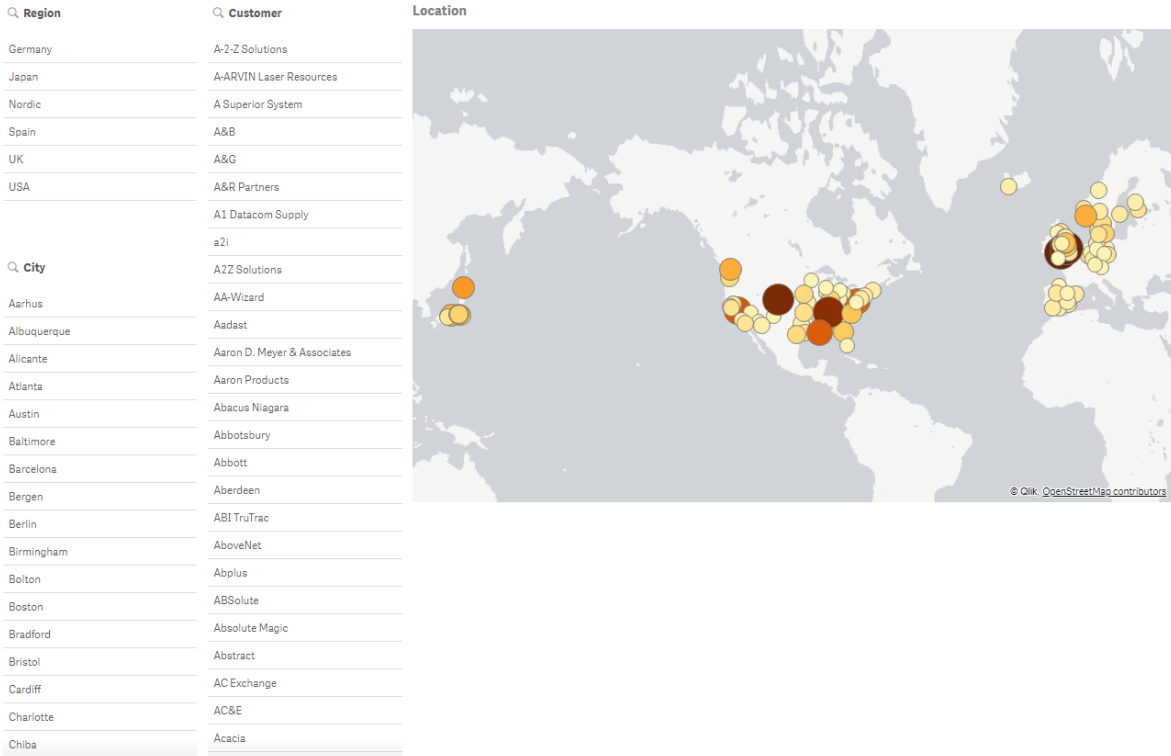 Region
Germany
Japan
Nordic
Spain
UK
USA
City
Aarhus
Albuquerque
Alicante
Atlanta
Austin
Baltimore
Barcelona
Bergen
Berlin
Birmingham
Bolton
Boston
Bradford
Bristol
Cardiff
Charlotte
Chiba
Customer
A-2-Z Solutions
A-ARVIN Laser Resources
A Superior System
A&B
A&G
A&R Partners
A1 Datacom Supply
a2i
A2Z Solutions
AA-Wizard
Aadast
Aaron D. Meyer & Associates
Aaron Products
Abacus Niagara
Abbotsbury
Abbott
Aberdeen
ABI TruTrac
AboveNet
Abplus
ABSolute
Absolute Magic
Abstract
AC Exchange
AC&E
Acacia
Location
© Qlik, OpenStreetMap contributors